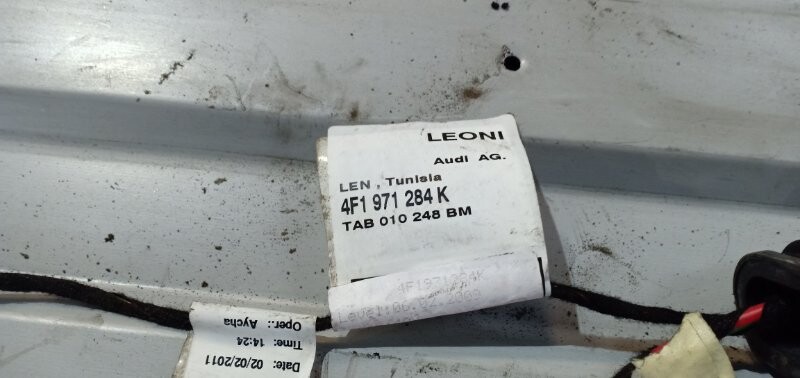 LEONI
Audi AG.
LEN , Tunisia
4F1 971 284 K
TAB 010 248 BM
4F1971284K
Date: 02/02/2011
Time: 14:24
Oper.: Aycha